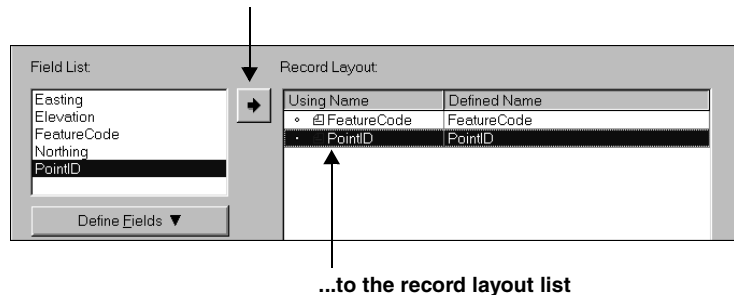 Field List: Record Layout:
Easting
Elevation
FeatureCode
Northing
PointID
Using Name Defined Name
FeatureCode FeatureCode
PointID PointID
Define Fields ▼
...to the record layout list